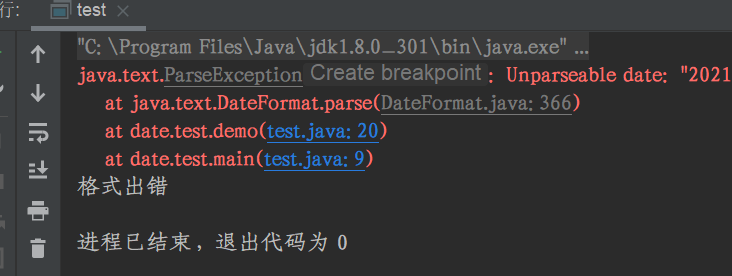 行: test
"C:\Program Files\Java\jdk1.8.0_301\bin\java.exe" ...
java.text.ParseException Create breakpoint : Unparseable date: "2021
at java.text.DateFormat.parse(DateFormat.java:366)
at date.test.demo(test.java:20)
at date.test.main(test.java:9)
格式出错
进程已结束，退出代码为 0